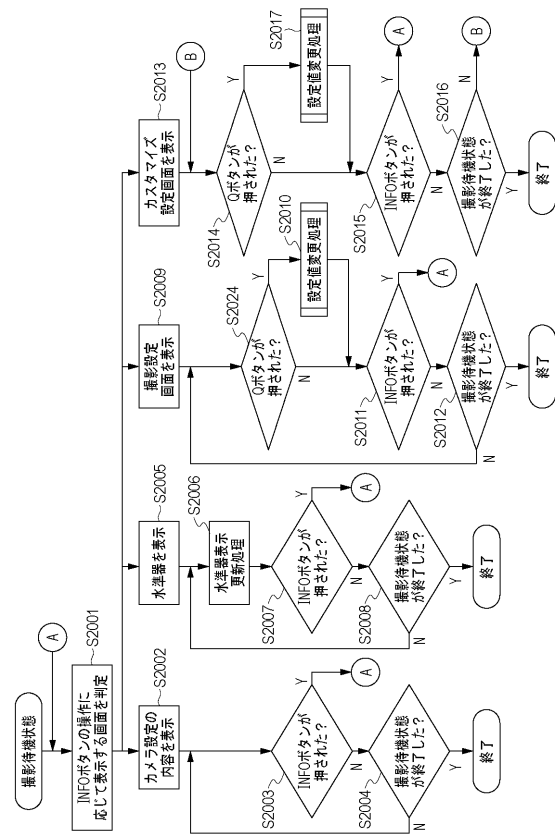 撮影待機状態
A
S2001
INFOボタンの操作に
応じて表示する画面を判定
S2002
カメラ設定の
内容を表示
S2003
INFOボタンが
押された?
Y
A
N
S2004
撮影待機状態
が終了した?
N
Y
終了
S2005
水準器を表示
S2006
水準器表示
更新処理
S2007
INFOボタンが
押された?
Y
A
N
S2008
撮影待機状態
が終了した?
N
Y
終了
S2009
撮影設定
画面を表示
S2024
Qボタンが
押された?
Y
N
S2010
設定値変更処理
S2011
INFOボタンが
押された?
Y
A
N
S2012
撮影待機状態
が終了した?
N
Y
終了
S2013
カスタマイズ
設定画面を表示
B
S2014
Qボタンが
押された?
Y
N
S2017
設定値変更処理
S2015
INFOボタンが
押された?
Y
A
N
S2016
撮影待機状態
が終了した?
N
B
Y
終了